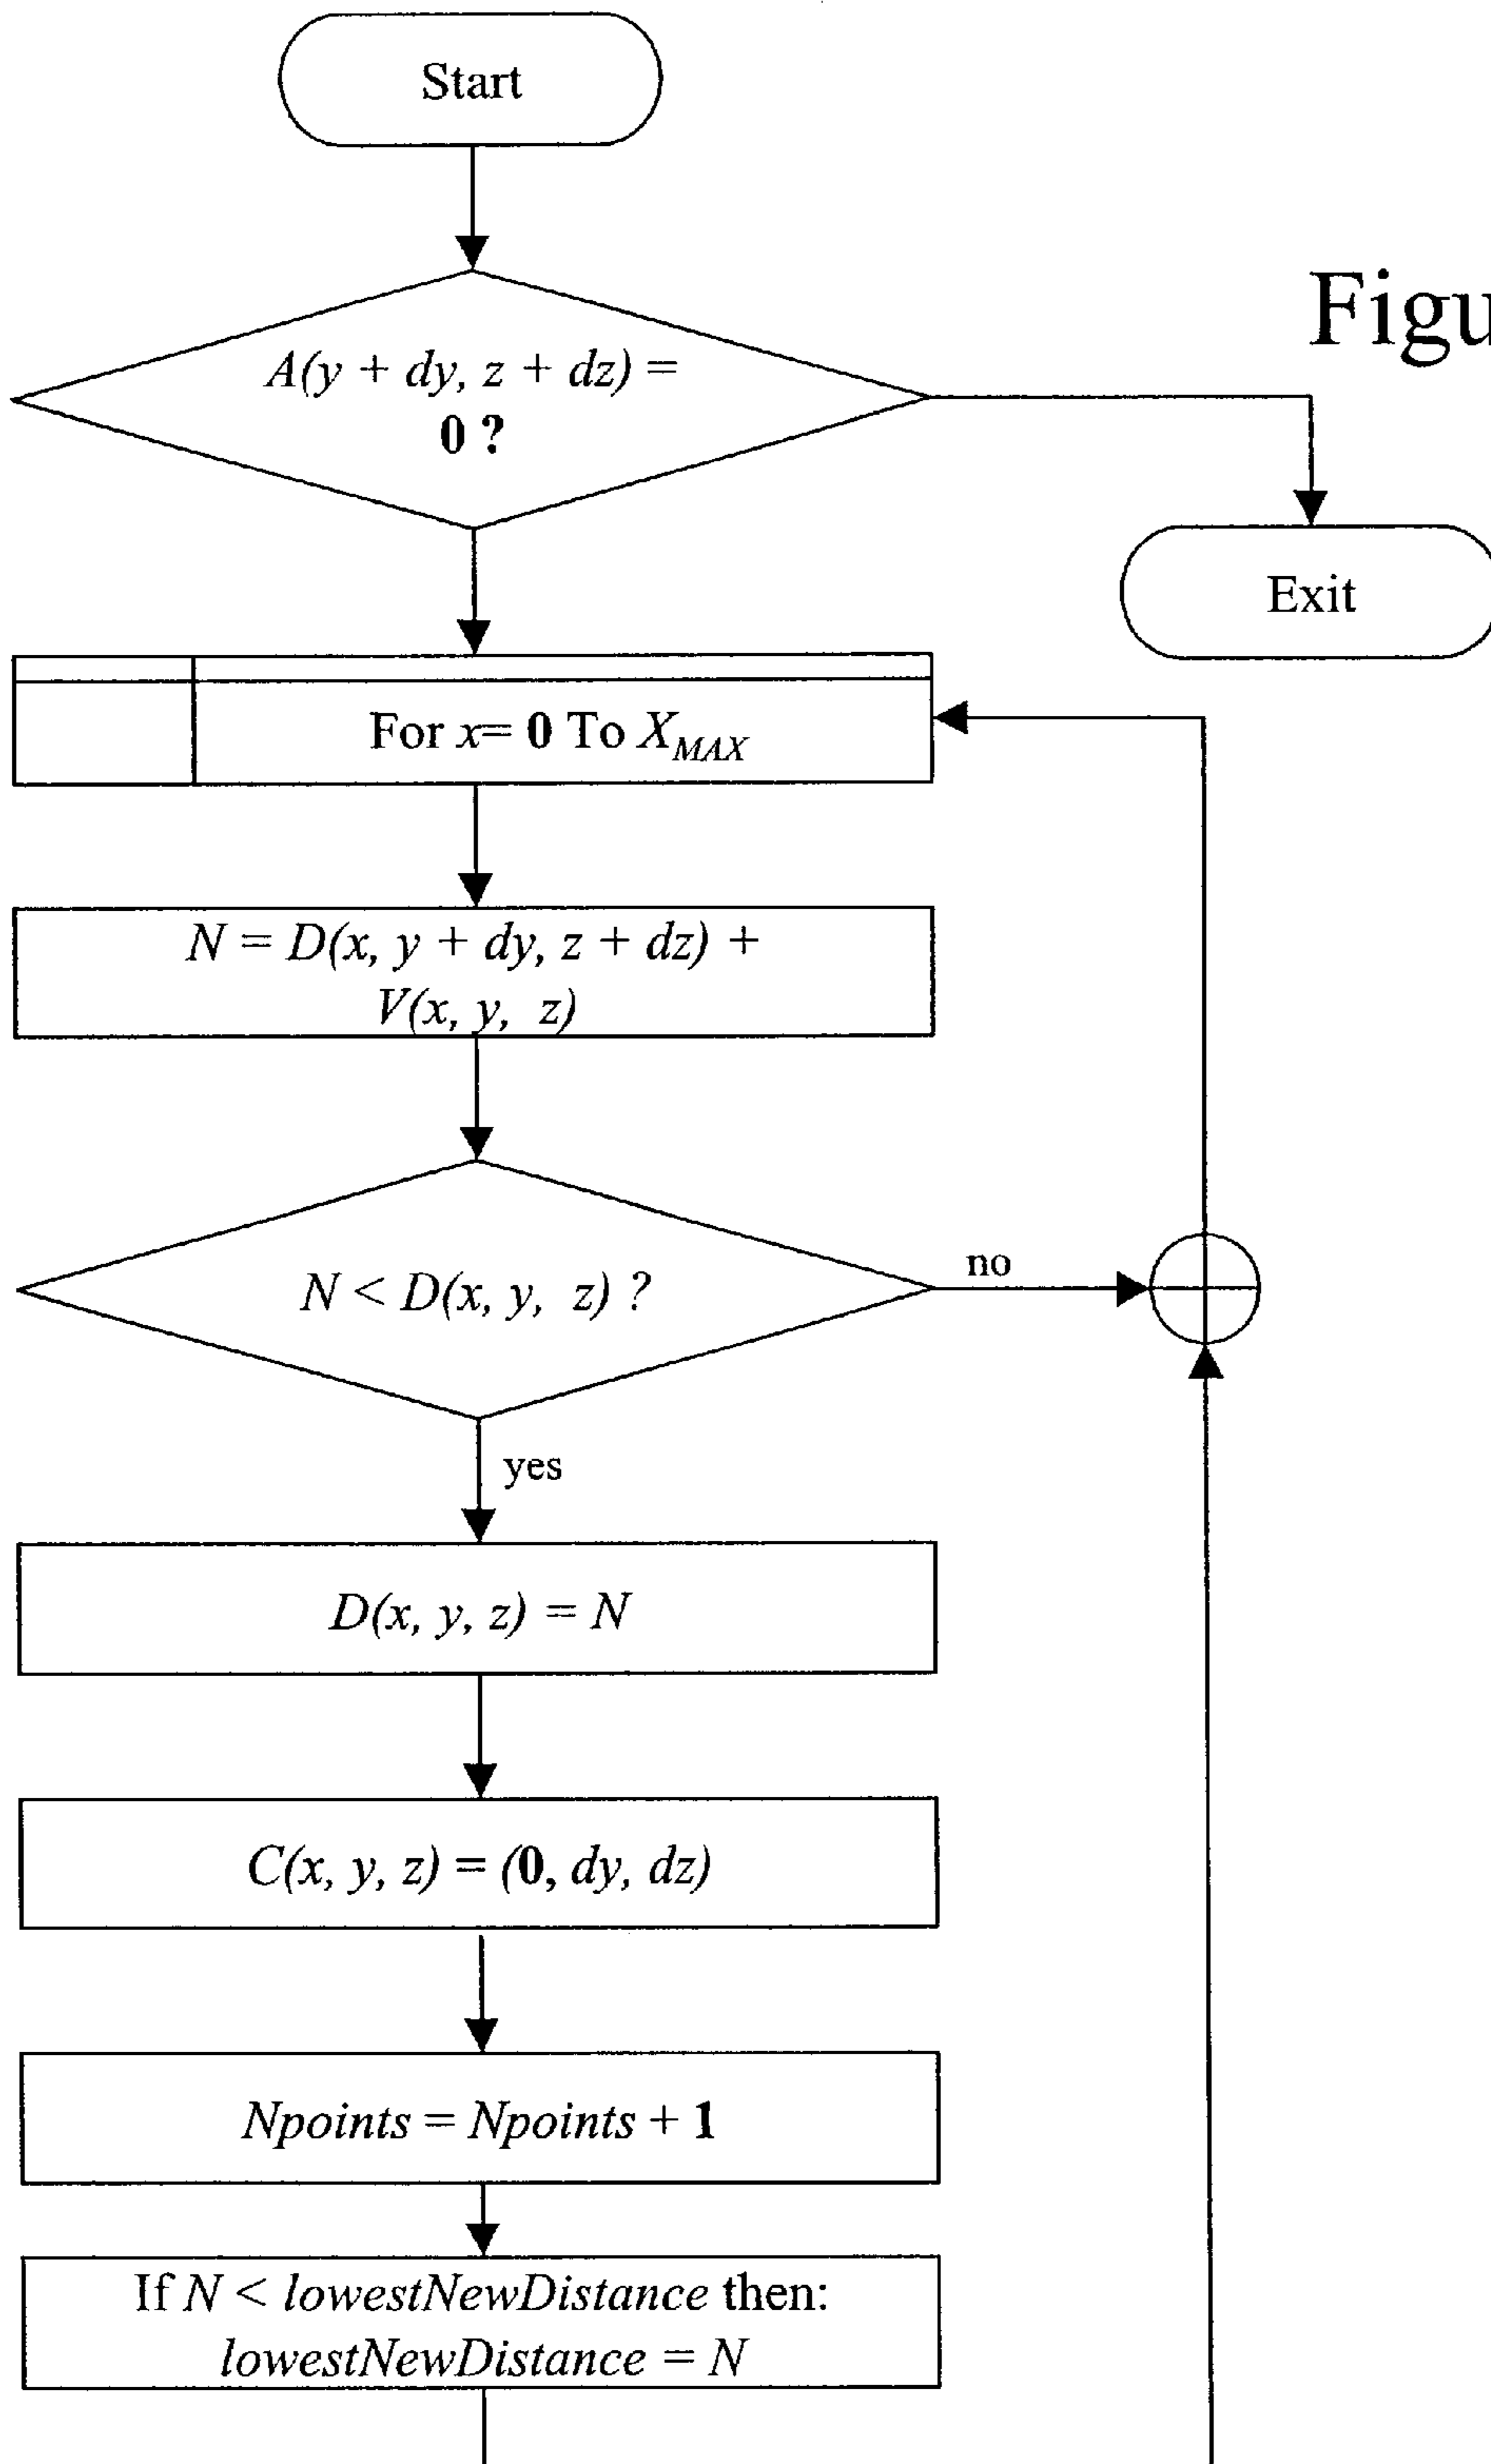 Start
A(y + dy, z + dz) =
0 ?
Figu
Exit
For x= 0 To X_MAX
N = D(x, y + dy, z + dz) +
V(x, y, z)
N < D(x, y, z) ?
no
yes
D(x, y, z) = N
C(x, y, z) = (0, dy, dz)
Npoints = Npoints + 1
If N < lowestNewDistance then:
lowestNewDistance = N